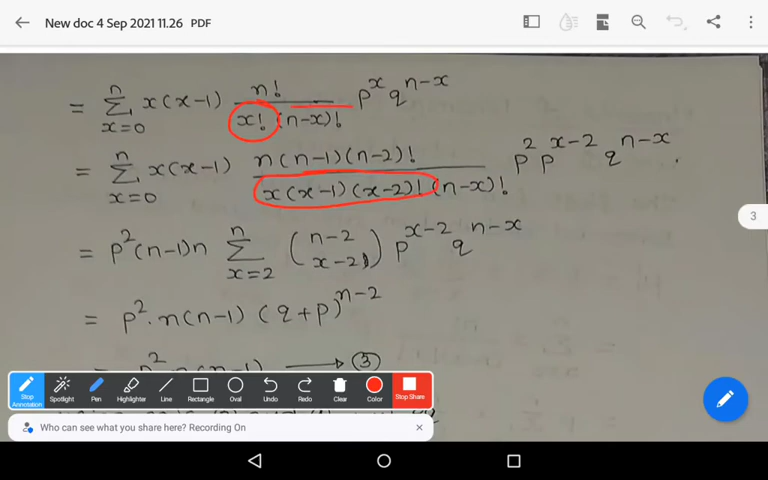 New doc 4 Sep 2021 11.26 PDF
= Σ_{x=0}^{n} x(x-1) n! / x! (n-x)! p^x q^{n-x}
= Σ_{x=0}^{n} x(x-1) n(n-1)(n-2)! / x(x-1)(x-2)! (n-x)! p^2 p^{x-2} q^{n-x}.
3
= p^2 (n-1)n Σ_{x=2}^{n} (n-2 x-2) p^{x-2} q^{n-x}
= p^2. n(n-1) (q+p)^{n-2}
= p^2 n(n-1) → ③
Stop Annotation Spotlight Pen Highlighter Line Rectangle Oval Undo Redo Clear Color Stop Share
Who can see what you share here? Recording On